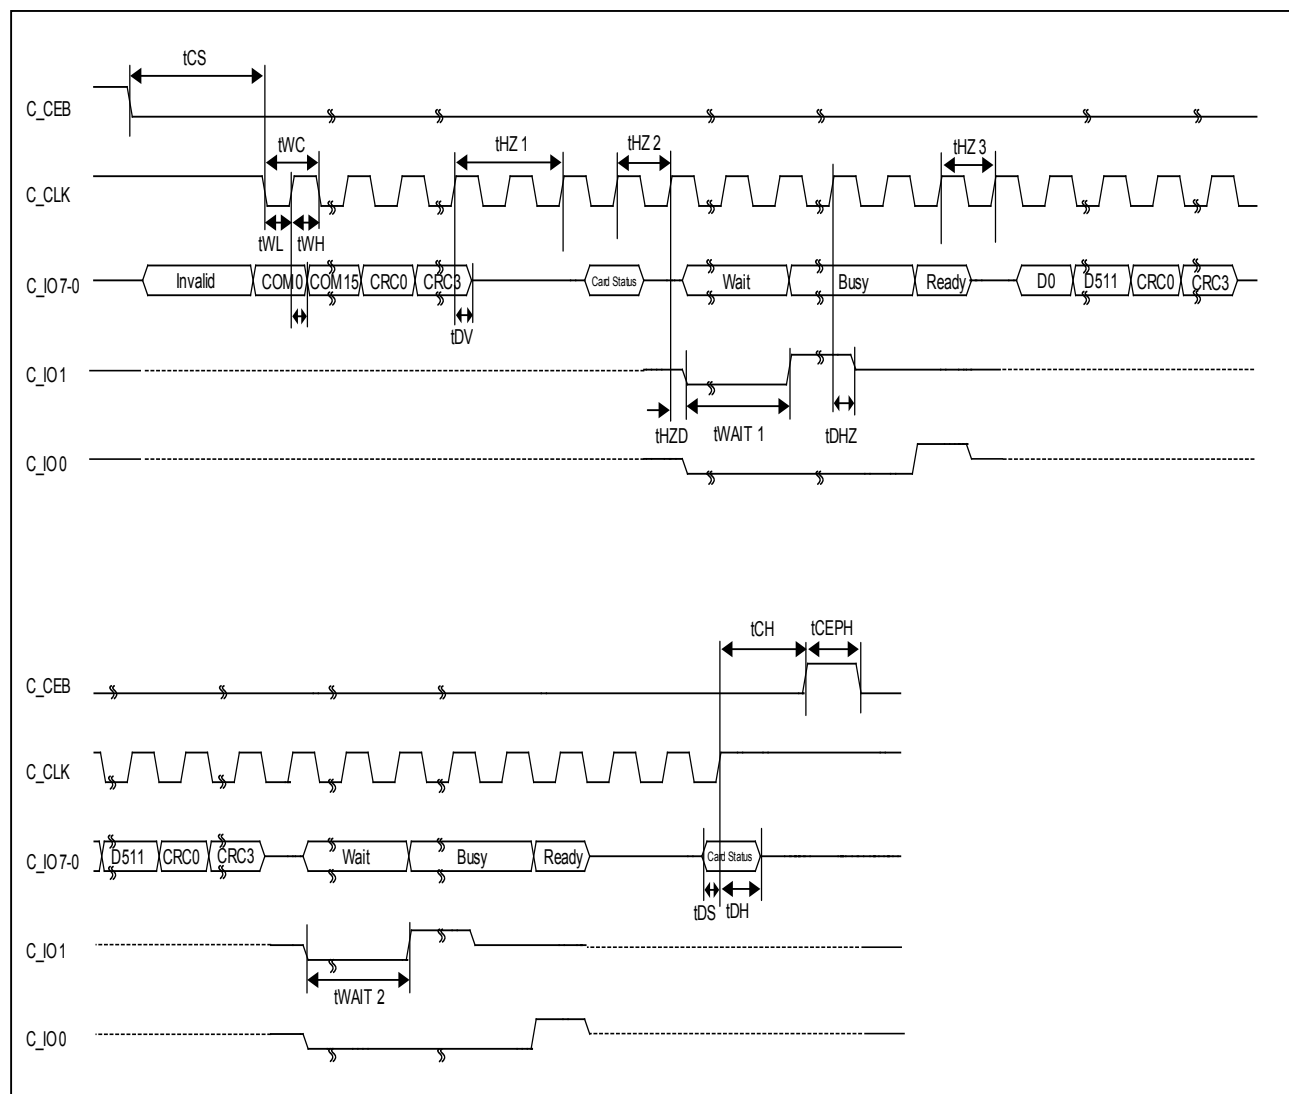 tCS
C_CEB
tWC
tHZ 1
tHZ 2
tHZ 3
C_CLK
tWL
tWH
C_IO7-0
Invalid
COM0
COM15
CRC0
CRC3
Card Status
Wait
Busy
Ready
D0
D511
CRC0
CRC3
tDV
C_IO1
tHZD
tWAIT 1
tDHZ
C_IO0
tCH
tCEPH
C_CEB
C_CLK
C_IO7-0
D511
CRC0
CRC3
Wait
Busy
Ready
Card Status
tDS
tDH
C_IO1
tWAIT 2
C_IO0